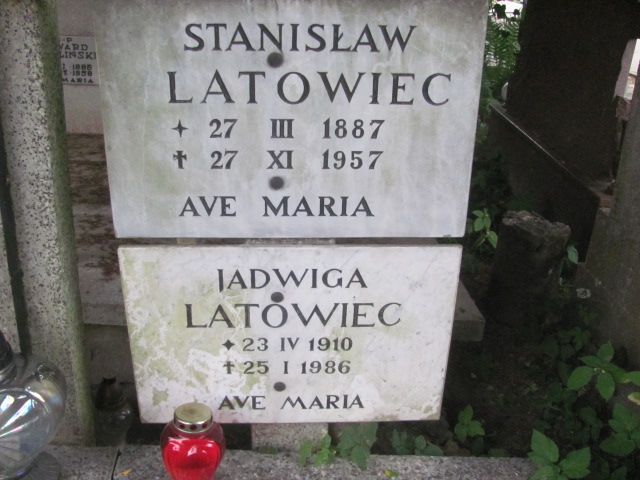 STANISŁAW
LATOWIEC
✦ 27 III 1887
✝ 27 XI 1957
AVE MARIA
JADWIGA
LATOWIEC
✦ 23 IV 1910
✝ 25 I 1986
AVE MARIA